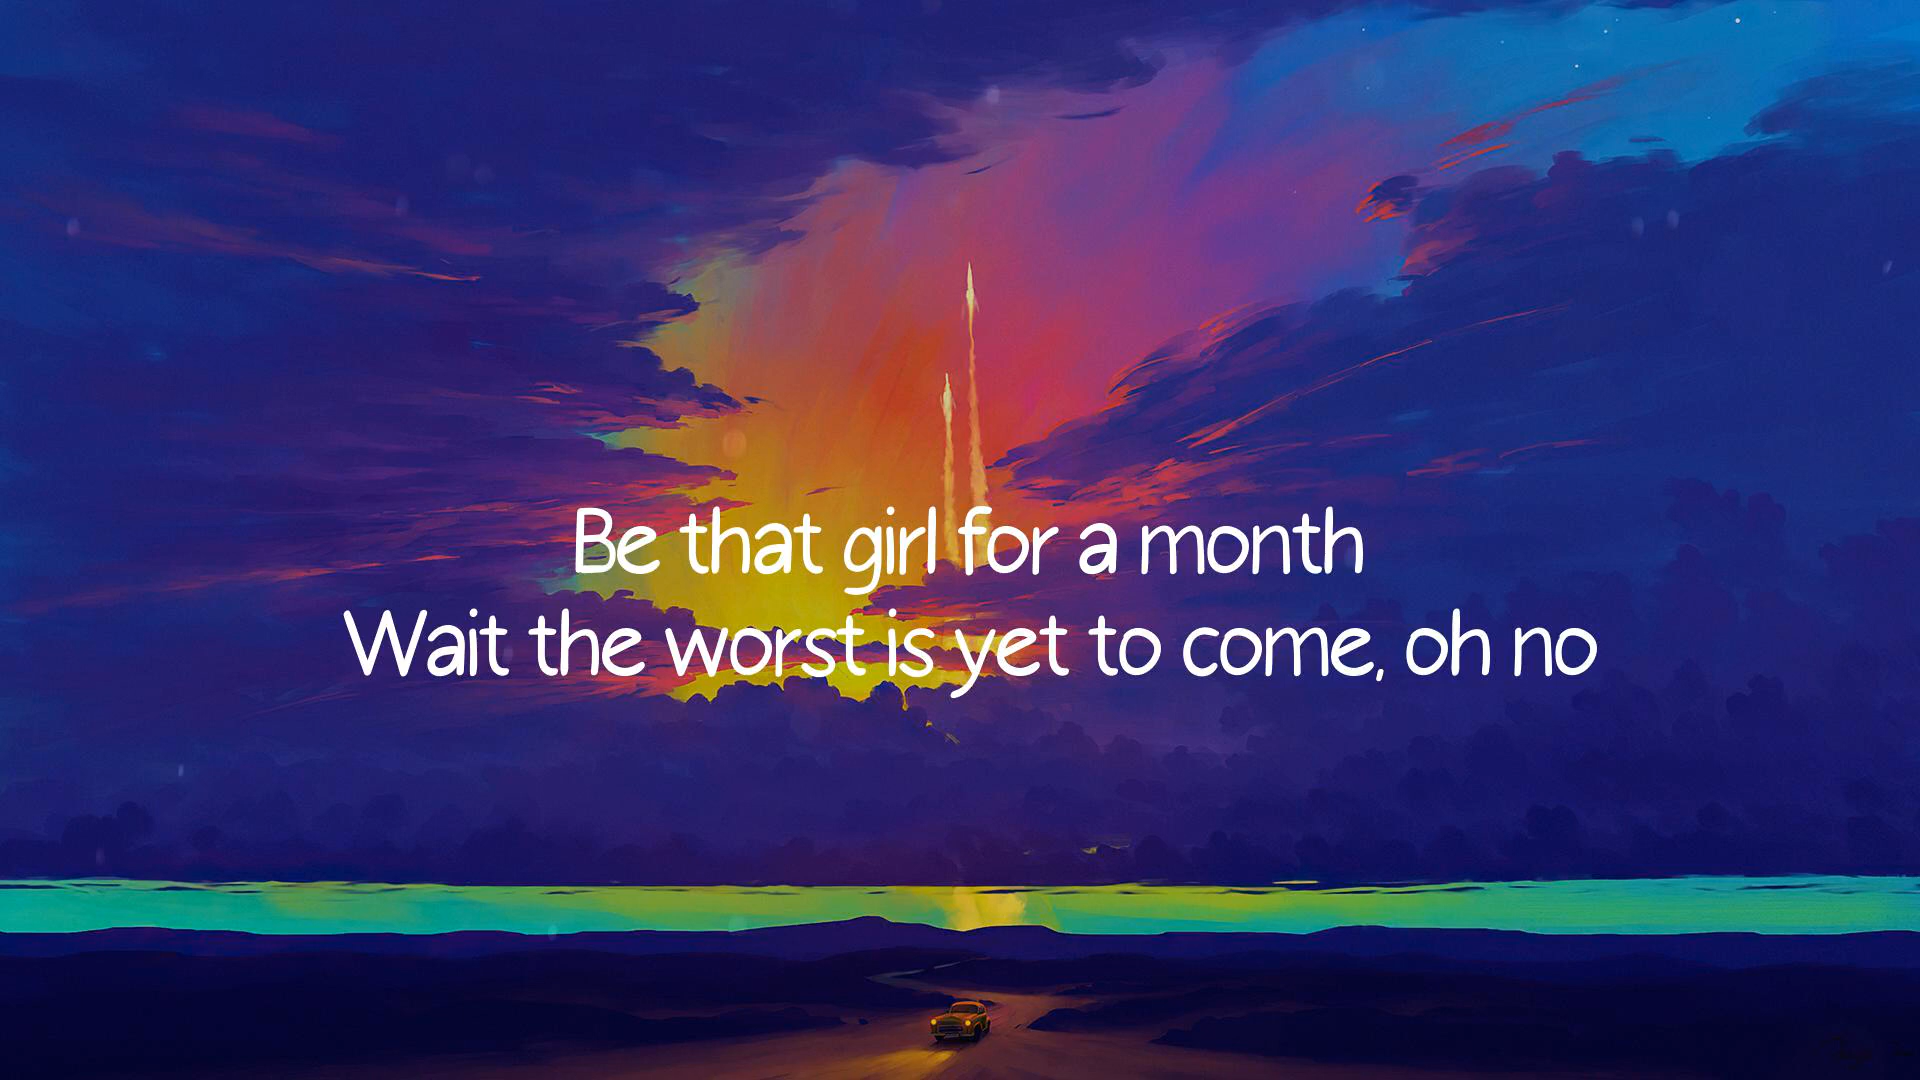 Be that girl for a month
Wait the worst is yet to come, oh no